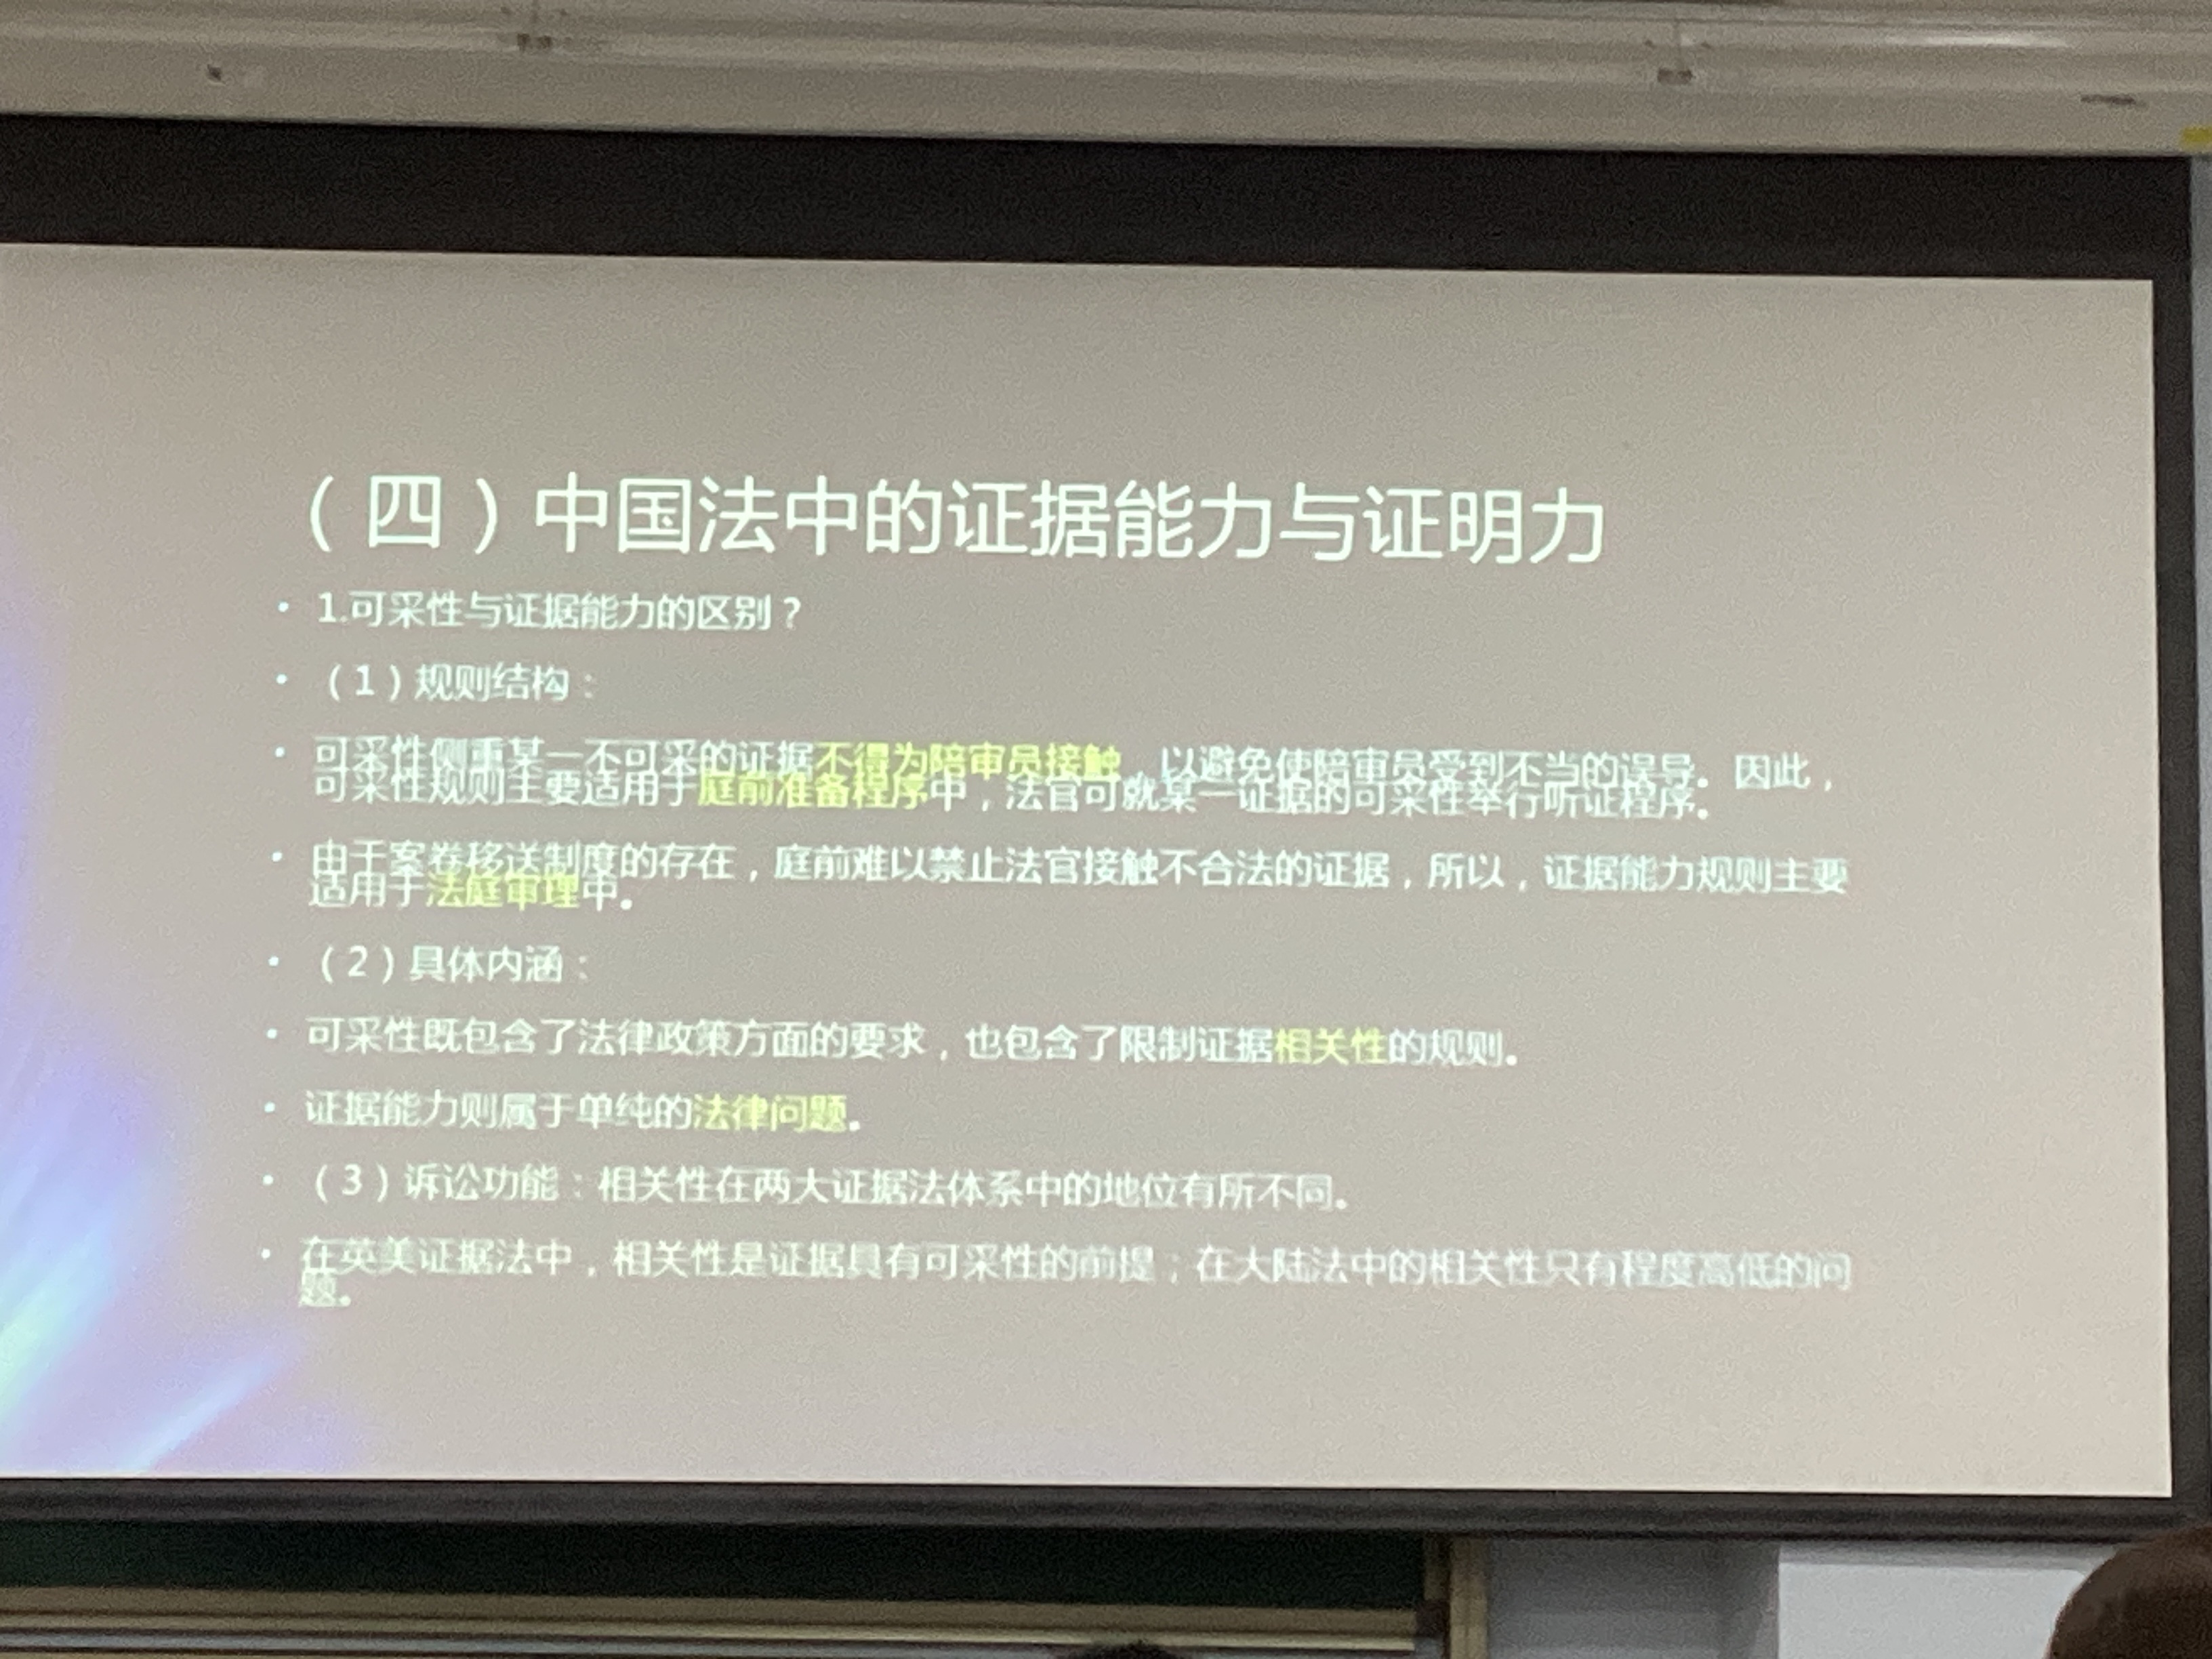 （四）中国法中的证据能力与证明力
• 1.可采性与证据能力的区别？
• （1）规则结构：
• 可采性侧重某一不可采的证据不得为陪审员接触，以避免使陪审员受到不当的误导。因此，
可采性规则主要适用于庭前准备程序中，法官可就某一证据的可采性举行听证程序。
• 由于案卷移送制度的存在，庭前难以禁止法官接触不合法的证据，所以，证据能力规则主要
适用于法庭审理中。
• （2）具体内涵：
• 可采性既包含了法律政策方面的要求，也包含了限制证据相关性的规则。
• 证据能力则属于单纯的法律问题。
• （3）诉讼功能：相关性在两大证据法体系中的地位有所不同。
• 在英美证据法中，相关性是证据具有可采性的前提；在大陆法中的相关性只有程度高低的问
题。